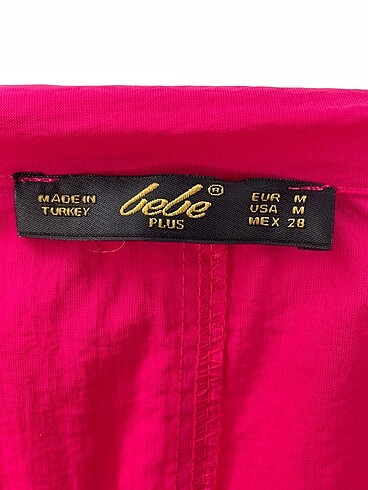 MADE IN
TURKEY
bebe®
PLUS
EUR M
USA M
MEX 28